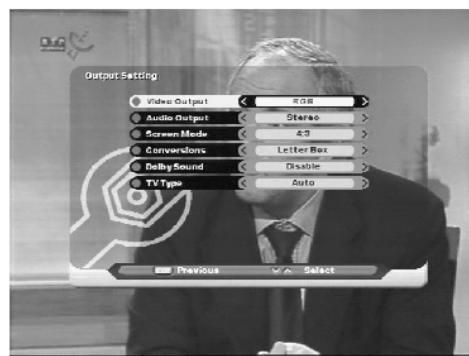 Output Setting
Video Output RGB
Audio Output Stereo
Screen Mode 4:3
Conversions Letter Box
Dolby Sound Disable
TV Type Auto
Previous Select